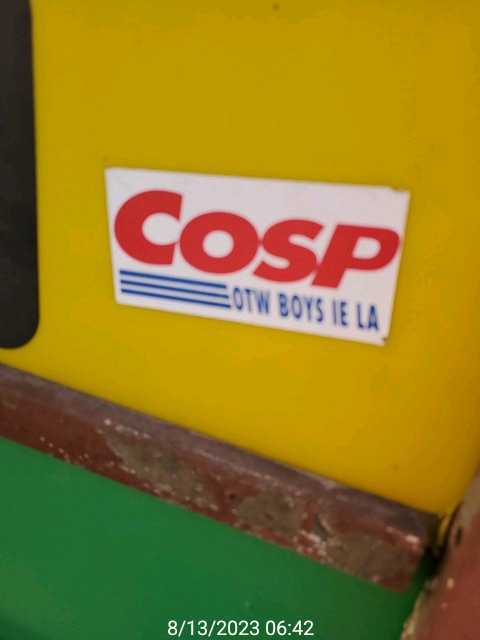 COSP
OTW BOYS IE LA
8/13/2023 06:42